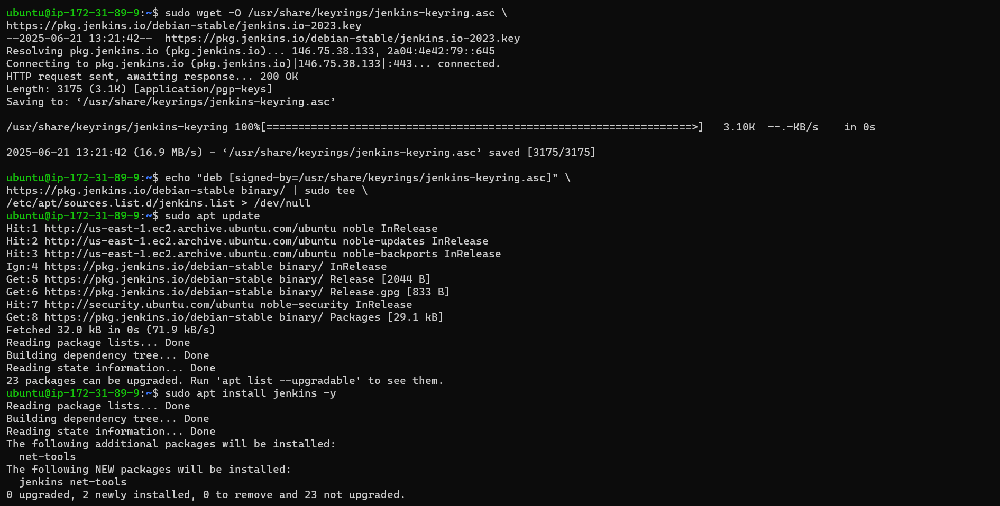 ubuntu@ip-172-31-89-9:~$ sudo wget -O /usr/share/keyrings/jenkins-keyring.asc \
https://pkg.jenkins.io/debian-stable/jenkins.io-2023.key
--2025-06-21 13:21:42--  https://pkg.jenkins.io/debian-stable/jenkins.io-2023.key
Resolving pkg.jenkins.io (pkg.jenkins.io)... 146.75.38.133, 2a04:4e42:79::645
Connecting to pkg.jenkins.io (pkg.jenkins.io)|146.75.38.133|:443... connected.
HTTP request sent, awaiting response... 200 OK
Length: 3175 (3.1K) [application/pgp-keys]
Saving to: ‘/usr/share/keyrings/jenkins-keyring.asc’
/usr/share/keyrings/jenkins-keyring 100%[===================================================================>]   3.10K  --.-KB/s    in 0s
2025-06-21 13:21:42 (16.9 MB/s) - ‘/usr/share/keyrings/jenkins-keyring.asc’ saved [3175/3175]
ubuntu@ip-172-31-89-9:~$ echo "deb [signed-by=/usr/share/keyrings/jenkins-keyring.asc]" \
https://pkg.jenkins.io/debian-stable binary/ | sudo tee \
/etc/apt/sources.list.d/jenkins.list > /dev/null
ubuntu@ip-172-31-89-9:~$ sudo apt update
Hit:1 http://us-east-1.ec2.archive.ubuntu.com/ubuntu noble InRelease
Hit:2 http://us-east-1.ec2.archive.ubuntu.com/ubuntu noble-updates InRelease
Hit:3 http://us-east-1.ec2.archive.ubuntu.com/ubuntu noble-backports InRelease
Ign:4 https://pkg.jenkins.io/debian-stable binary/ InRelease
Get:5 https://pkg.jenkins.io/debian-stable binary/ Release [2044 B]
Get:6 https://pkg.jenkins.io/debian-stable binary/ Release.gpg [833 B]
Hit:7 http://security.ubuntu.com/ubuntu noble-security InRelease
Get:8 https://pkg.jenkins.io/debian-stable binary/ Packages [29.1 kB]
Fetched 32.0 kB in 0s (71.9 kB/s)
Reading package lists... Done
Building dependency tree... Done
Reading state information... Done
23 packages can be upgraded. Run 'apt list --upgradable' to see them.
ubuntu@ip-172-31-89-9:~$ sudo apt install jenkins -y
Reading package lists... Done
Building dependency tree... Done
Reading state information... Done
The following additional packages will be installed:
  net-tools
The following NEW packages will be installed:
  jenkins net-tools
0 upgraded, 2 newly installed, 0 to remove and 23 not upgraded.